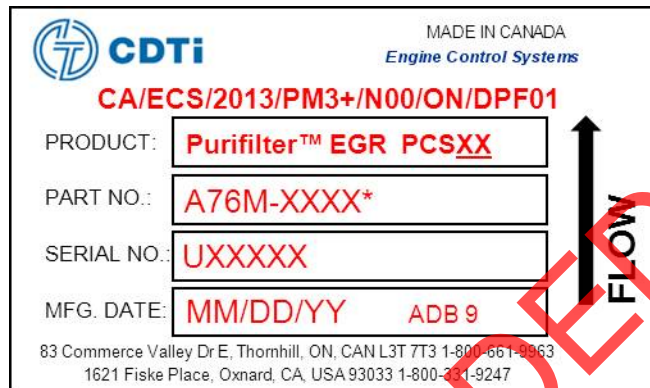 CDTi
MADE IN CANADA
Engine Control Systems
CA/ECS/2013/PM3+/N00/ON/DPF01
PRODUCT: Purifilter™ EGR PCSXX
PART NO.: A76M-XXXX*
SERIAL NO.: UXXXXX
MFG. DATE: MM/DD/YY ADB 9
FLOW
83 Commerce Valley Dr E, Thornhill, ON, CAN L3T 7T3 1-800-661-9963
1621 Fiske Place, Oxnard, CA, USA 93033 1-800-331-9247